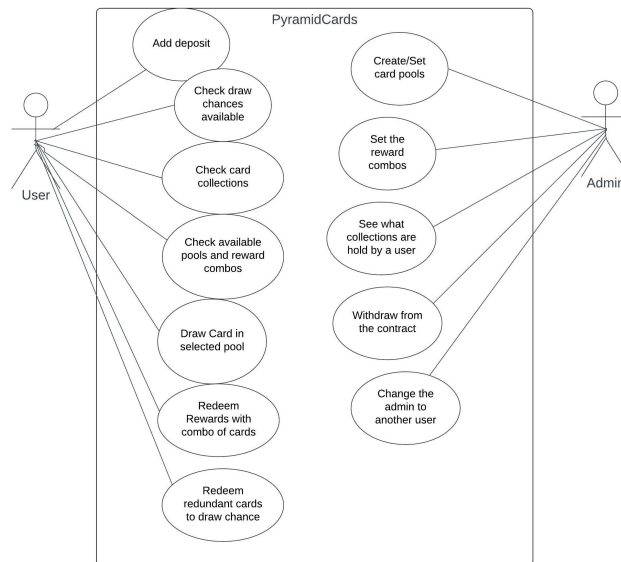 PyramidCards
Add deposit
Check draw
chances
available
Check card
collections
Check available
pools and reward
combos
Draw Card in
selected pool
Redeem
Rewards with
combo of cards
Redeem
redundant cards
to draw chance
User
Create/Set
card pools
Set the
reward
combos
See what
collections are
hold by a user
Withdraw from
the contract
Change the
admin to
another user
Admin